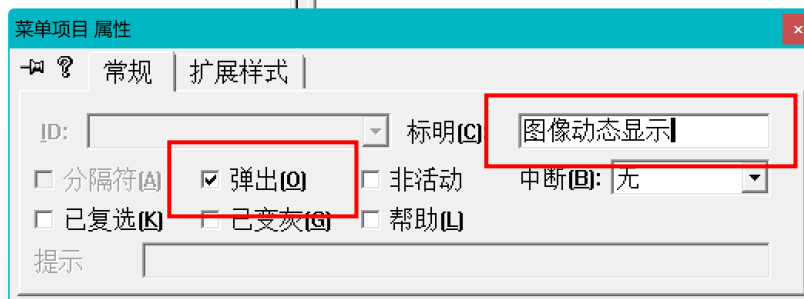 菜单项目 属性
常规 扩展样式
ID: 标明(C): 图像动态显示
分隔符(A) 弹出(O) 非活动 中断(B): 无
已复选(K) 已变灰(G) 帮助(L)
提示